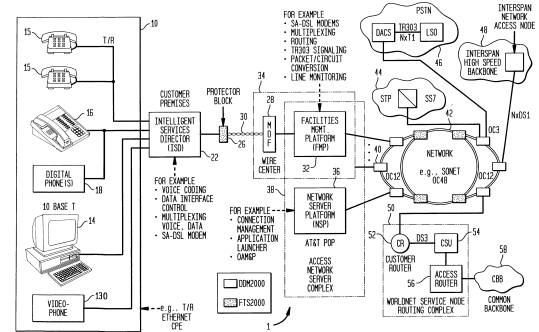 10
15
T/R
15
16
DIGITAL
PHONE(S)
18
10 BASE T
14
VIDEO-
PHONE
130
e.g., T/R
ETHERNET
CPE
CUSTOMER
PREMISES
INTELLIGENT
SERVICES
DIRECTOR
(ISD)
22
FOR EXAMPLE
• VOICE CODING
• DATA INTERFACE
CONTROL
• MULTIPLEXING
VOICE, DATA
• SA-DSL MODEM
PROTECTOR
BLOCK
26
30
FOR EXAMPLE
• SA-DSL MODEMS
• MULTIPLEXING
• ROUTING
• TR303 SIGNALING
• PACKET/CIRCUIT
CONVERSION
• LINE MONITORING
34
28
MDF
WIRE
CENTER
FACILITIES
MGMT. PLATFORM
(FMP)
32
36
38
NETWORK
SERVER
PLATFORM
(NSP)
AT&T POP
ACCESS
NETWORK
SERVER
COMPLEX
FOR EXAMPLE
• CONNECTION
MANAGEMENT
• APPLICATION
LAUNCHER
• OAM&P
DDM2000
FTS2000
1
PSTN
DACS
TR303
NxT1
LSO
46
44
STP
SS7
INTERSPAN
NETWORK
ACCESS NODE
48
INTERSPAN
HIGH SPEED
BACKBONE
NxDS1
42
OC3
40
OC12
OC12
NETWORK
e.g., SONET
OC48
50
52
CR
DS3
CSU
54
CUSTOMER
ROUTER
56
ACCESS
ROUTER
WORLDNET SERVICE NODE
ROUTING COMPLEX
58
CBB
COMMON BACKBONE